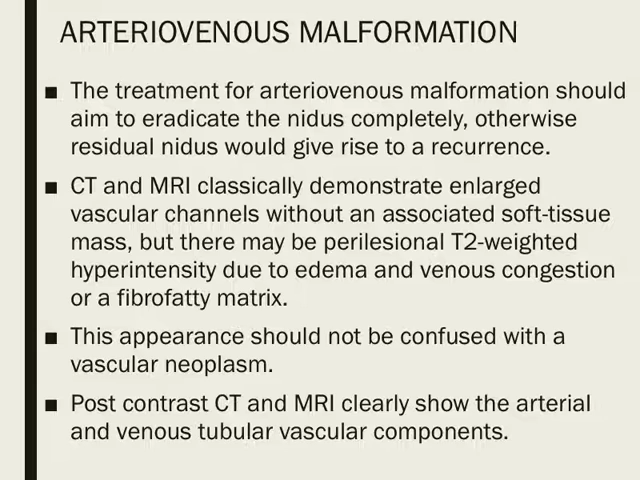 ARTERIOVENOUS MALFORMATION
■ The treatment for arteriovenous malformation should
aim to eradicate the nidus completely, otherwise
residual nidus would give rise to a recurrence.
■ CT and MRI classically demonstrate enlarged
vascular channels without an associated soft-tissue
mass, but there may be perilesional T2-weighted
hyperintensity due to edema and venous congestion
or a fibrofatty matrix.
■ This appearance should not be confused with a
vascular neoplasm.
■ Post contrast CT and MRI clearly show the arterial
and venous tubular vascular components.